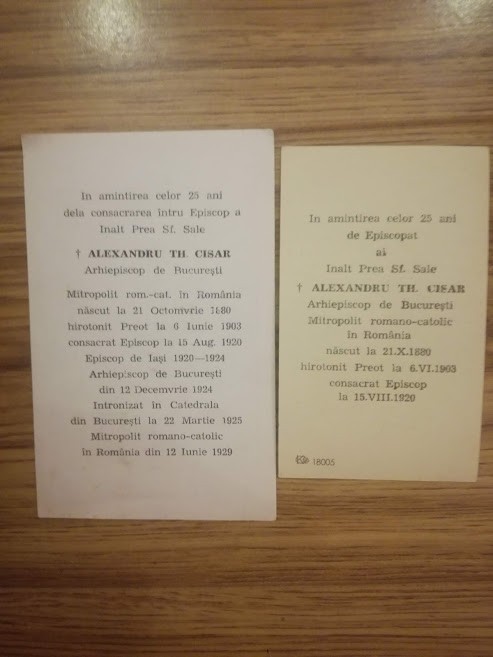 In amintirea celor 25 ani
dela consacrarea întru Episcop a
Inalt Prea Sf. Sale
† ALEXANDRU TH. CISAR
Arhiepiscop de București
Mitropolit rom.-cat. în România
născut la 21 Octomvrie 1880
hirotonit Preot la 6 Iunie 1903
consacrat Episcop la 15 Aug. 1920
Episcop de Iași 1920—1924
Arhiepiscop de București
din 12 Decemvrie 1924
Intronizat în Catedrala
din București la 22 Martie 1925
Mitropolit romano-catolic
în România din 12 Iunie 1929
In amintirea celor 25 ani
de Episcopat
ai
Inalt Prea Sf. Sale
† ALEXANDRU TH. CISAR
Arhiepiscop de București
Mitropolit romano-catolic
în România
născut la 21.X.1880
hirotonit Preot la 6.VI.1903
consacrat Episcop
la 15.VIII.1920
18005